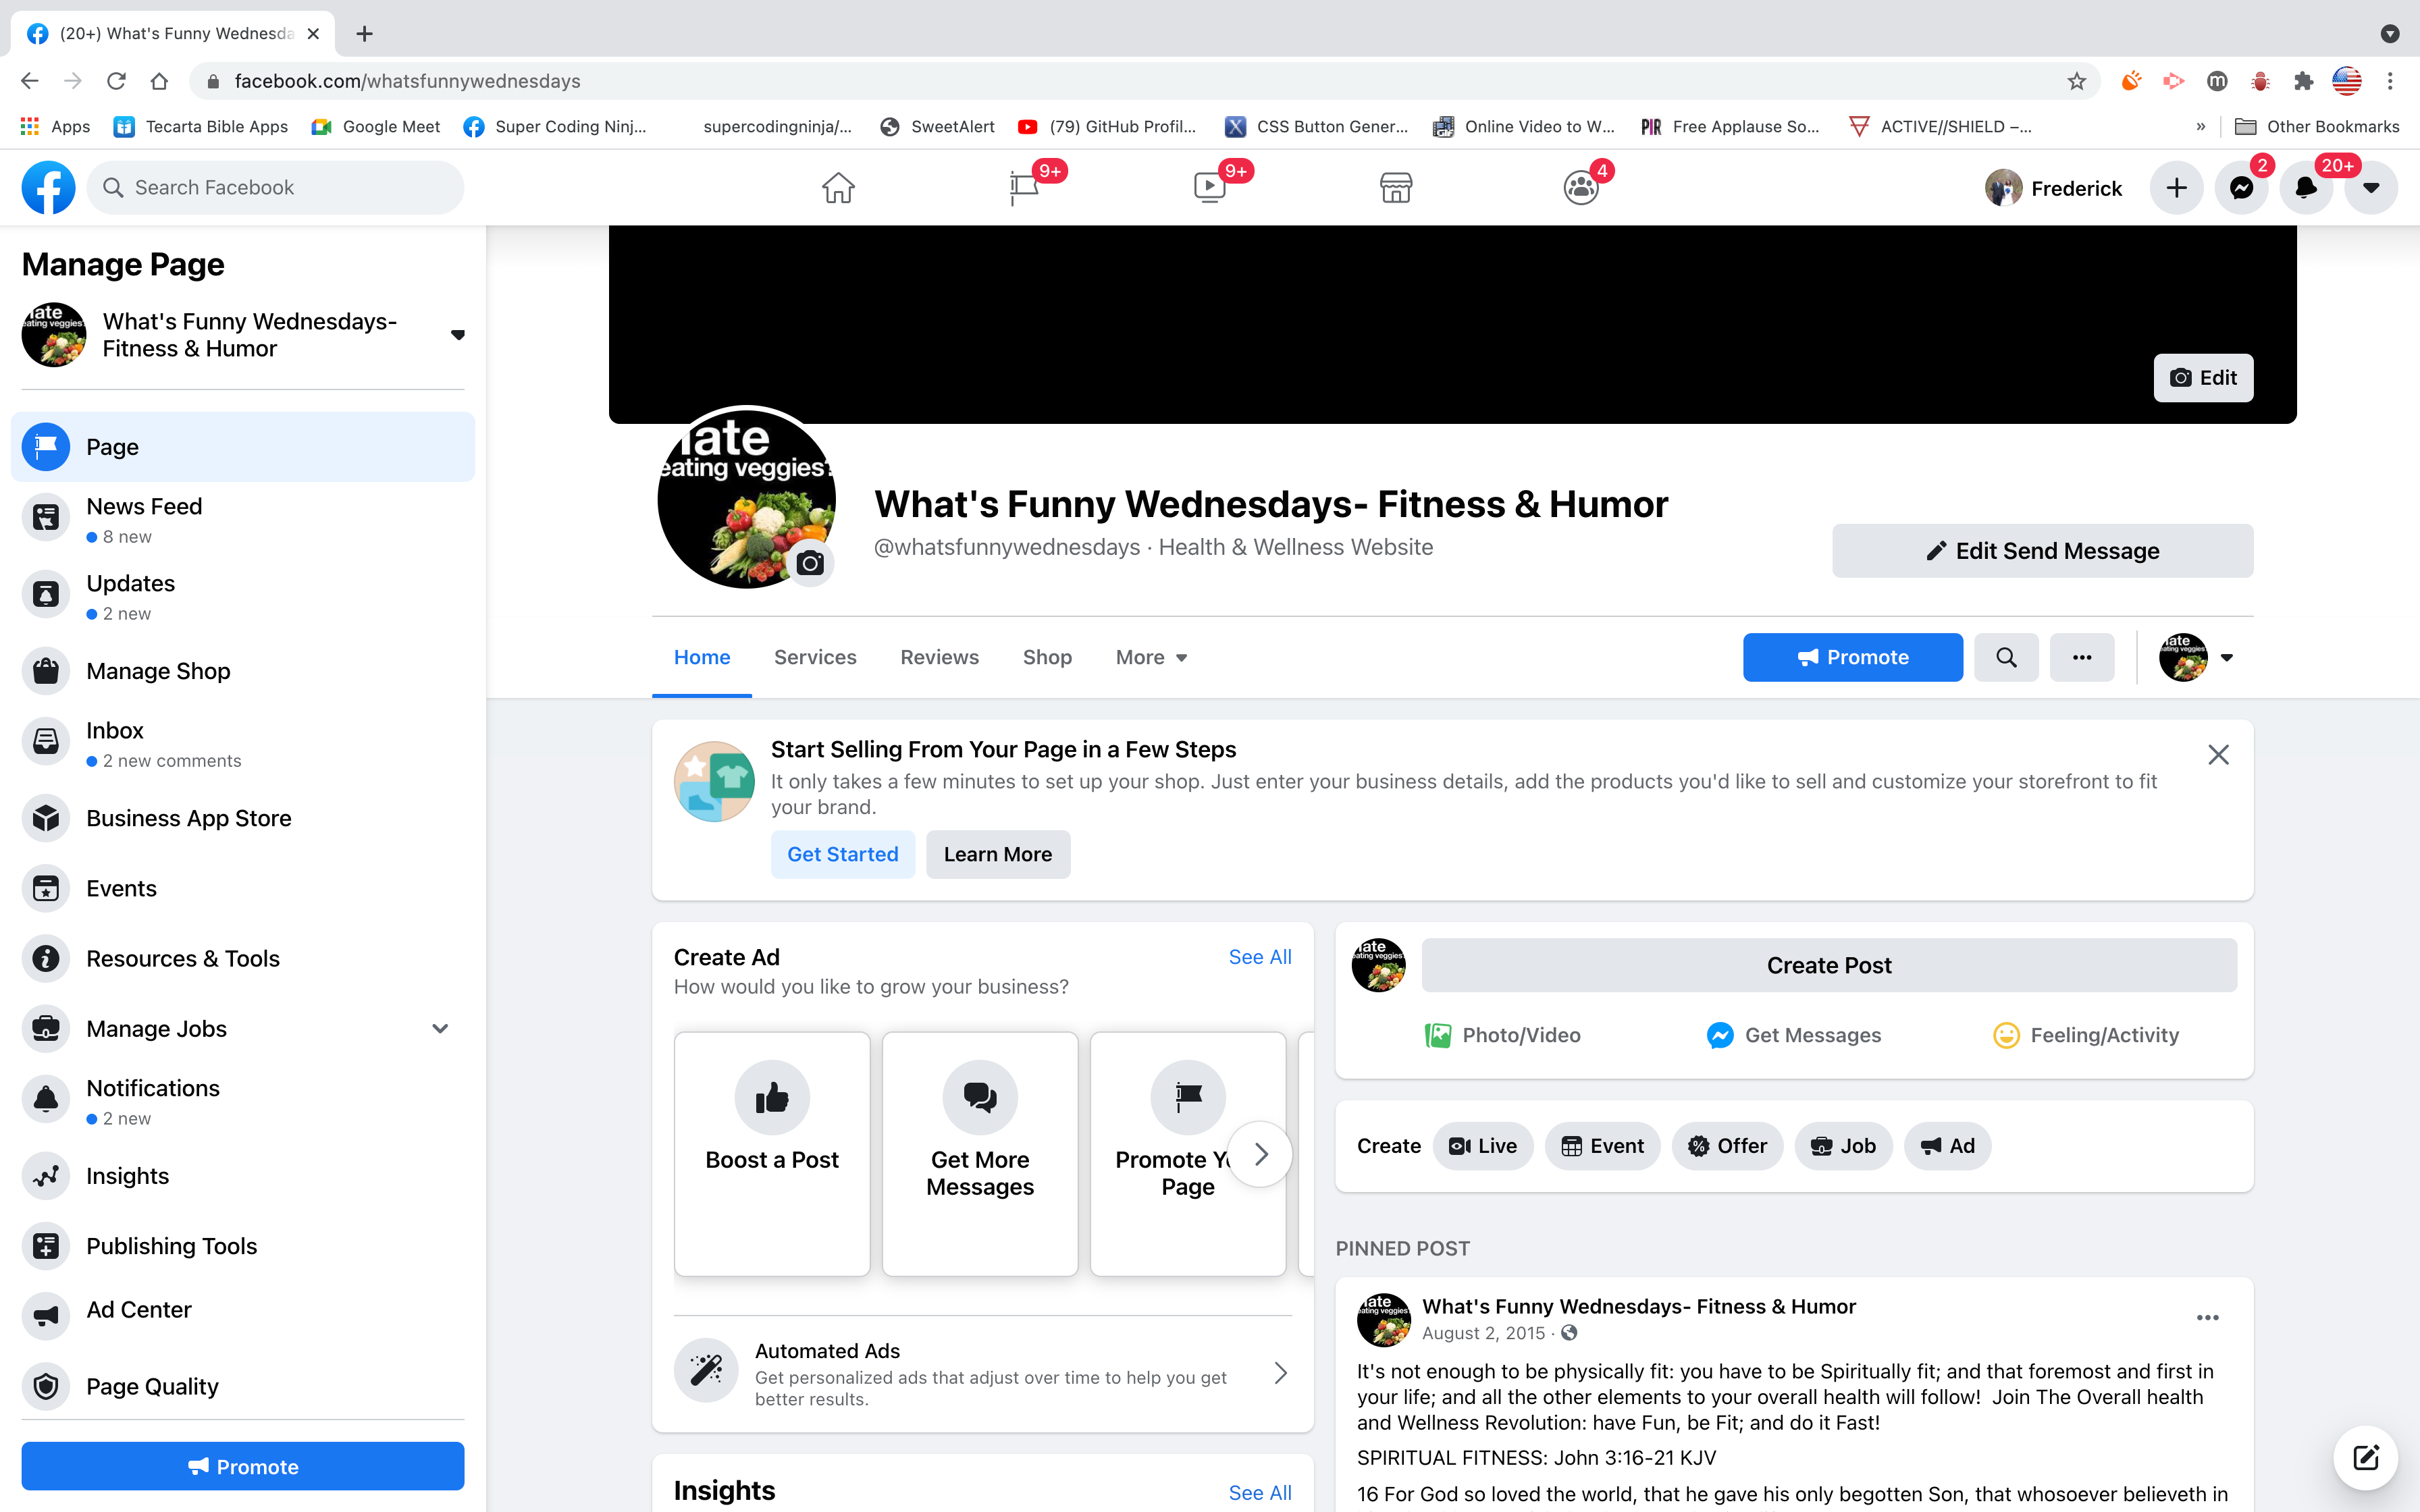 (20+) What's Funny Wednesda
facebook.com/whatsfunnywednesdays
Apps
Tecarta Bible Apps
Google Meet
Super Coding Ninj...
supercodingninja/...
SweetAlert
(79) GitHub Profil...
CSS Button Gener...
Online Video to W...
PIR
Free Applause So...
ACTIVE//SHIELD –...
»
Other Bookmarks
Search Facebook
9+
9+
4
Frederick
2
20+
Manage Page
late
eating veggies?
What's Funny Wednesdays-
Fitness & Humor
Page
News Feed
8 new
Updates
2 new
Manage Shop
Inbox
2 new comments
Business App Store
Events
Resources & Tools
Manage Jobs
Notifications
2 new
Insights
Publishing Tools
Ad Center
Page Quality
Promote
Edit
late
eating veggies?
What's Funny Wednesdays- Fitness & Humor
@whatsfunnywednesdays · Health & Wellness Website
Edit Send Message
Home
Services
Reviews
Shop
More
Promote
late
eating veggies
Start Selling From Your Page in a Few Steps
It only takes a few minutes to set up your shop. Just enter your business details, add the products you'd like to sell and customize your storefront to fit
your brand.
Get Started
Learn More
Create Ad
See All
How would you like to grow your business?
Boost a Post
Get More
Messages
Promote Y
Page
Automated Ads
Get personalized ads that adjust over time to help you get
better results.
Insights
See All
late
eating veggies
Create Post
Photo/Video
Get Messages
Feeling/Activity
Create
Live
Event
Offer
Job
Ad
PINNED POST
late
eating veggies
What's Funny Wednesdays- Fitness & Humor
August 2, 2015 ·
It's not enough to be physically fit: you have to be Spiritually fit; and that foremost and first in
your life; and all the other elements to your overall health will follow!  Join The Overall health
and Wellness Revolution: have Fun, be Fit; and do it Fast!
SPIRITUAL FITNESS: John 3:16-21 KJV
16 For God so loved the world, that he gave his only begotten Son, that whosoever believeth in